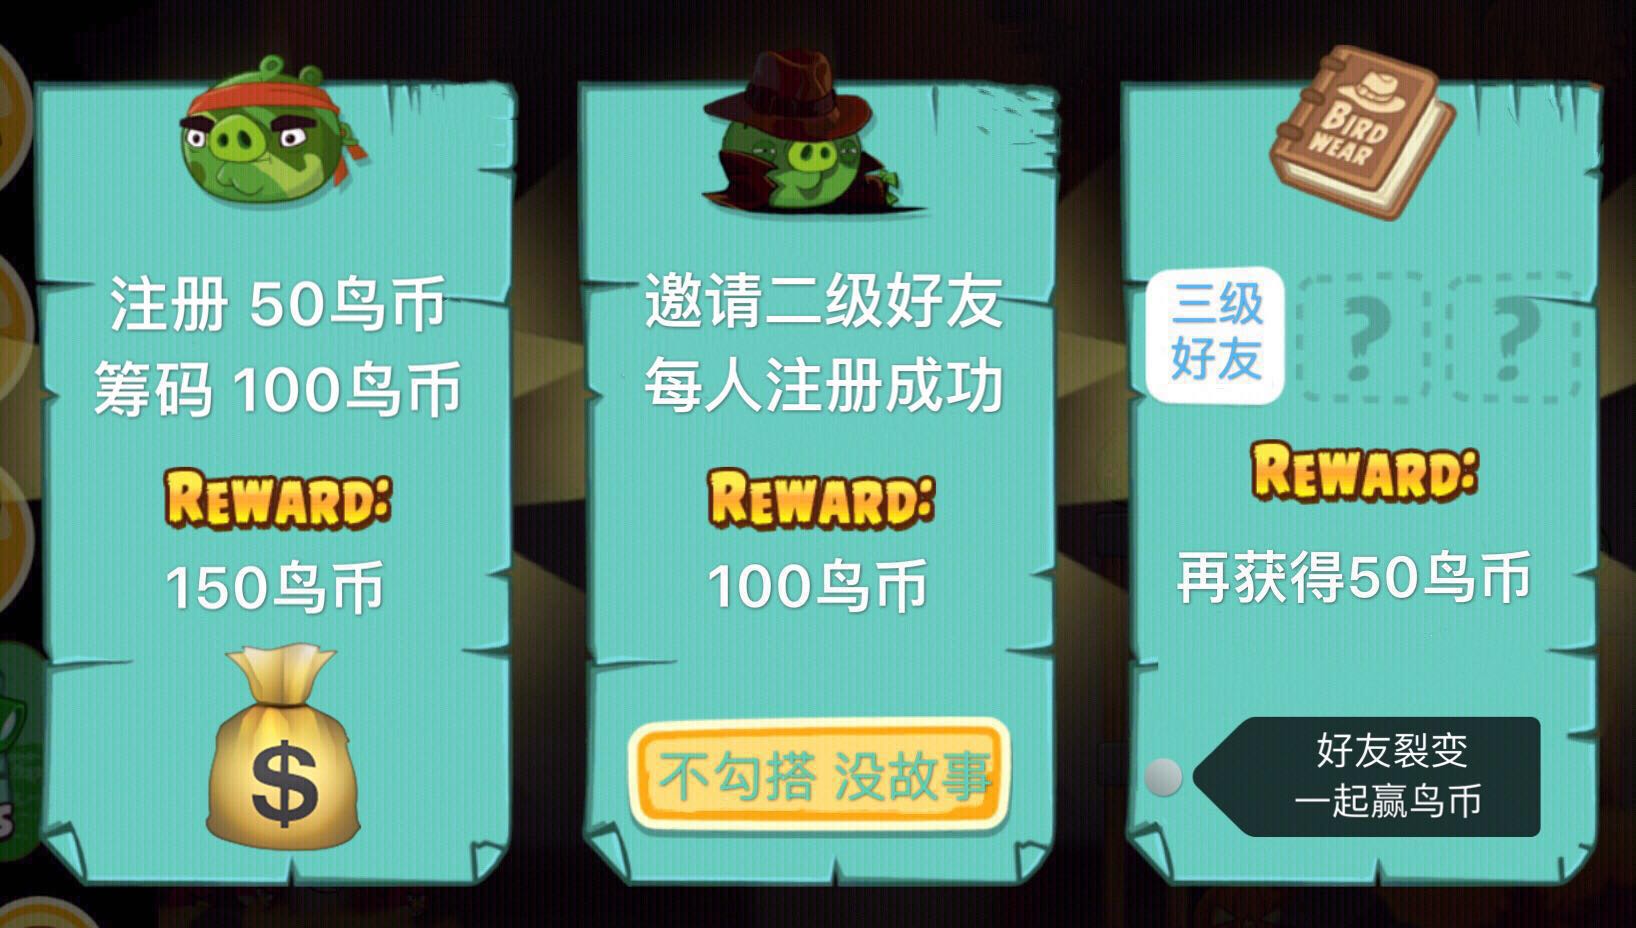 注册 50鸟币
筹码 100鸟币
REWARD:
150鸟币
$
邀请二级好友
每人注册成功
REWARD:
100鸟币
不勾搭 没故事
BIRD
WEAR
三级
好友
?
?
REWARD:
再获得50鸟币
好友裂变
一起赢鸟币